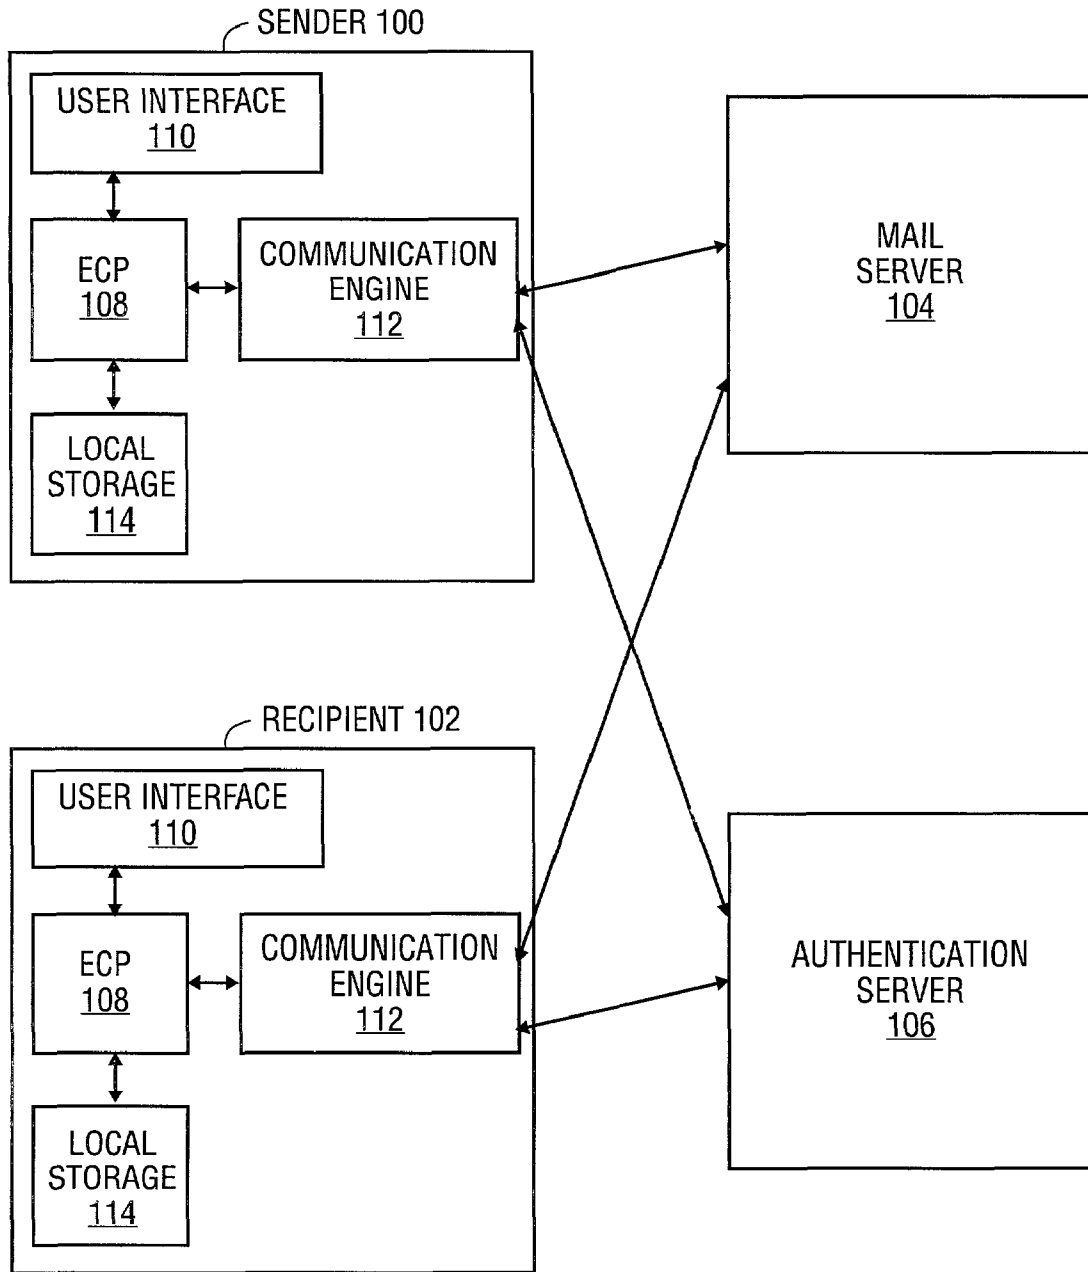 SENDER 100
USER INTERFACE
110
ECP
108
COMMUNICATION
ENGINE
112
LOCAL
STORAGE
114
MAIL
SERVER
104
RECIPIENT 102
USER INTERFACE
110
ECP
108
COMMUNICATION
ENGINE
112
LOCAL
STORAGE
114
AUTHENTICATION
SERVER
106